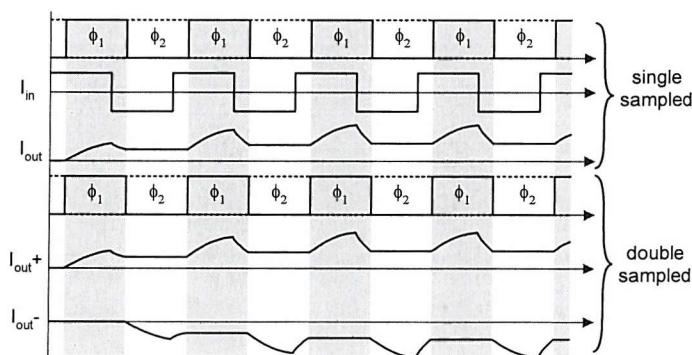 ϕ1 ϕ2 ϕ1 ϕ2 ϕ1 ϕ2 ϕ1 ϕ2
Iin
Iout
single
sampled
ϕ1 ϕ2 ϕ1 ϕ2 ϕ1 ϕ2 ϕ1 ϕ2
Iout+
Iout-
double
sampled